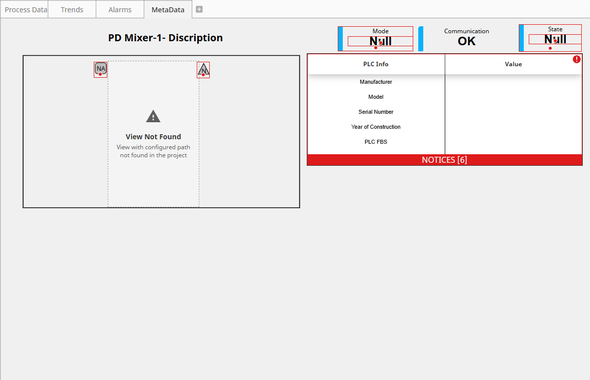 Process Data
Trends
Alarms
MetaData
PD Mixer-1- Discription
Mode
Null
Communication
OK
State
Null
NA
View Not Found
View with configured path
not found in the project
PLC Info
Value
Manufacturer
Model
Serial Number
Year of Construction
PLC FBS
NOTICES [6]